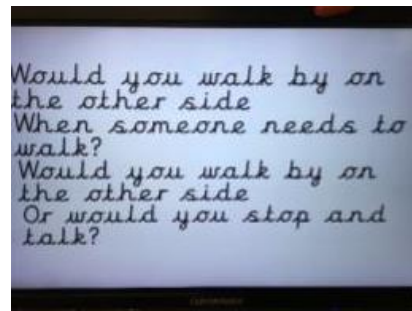 Would you walk by on
the other side
When someone needs to
walk?
Would you walk by on
the other side
Or would you stop and
talk?